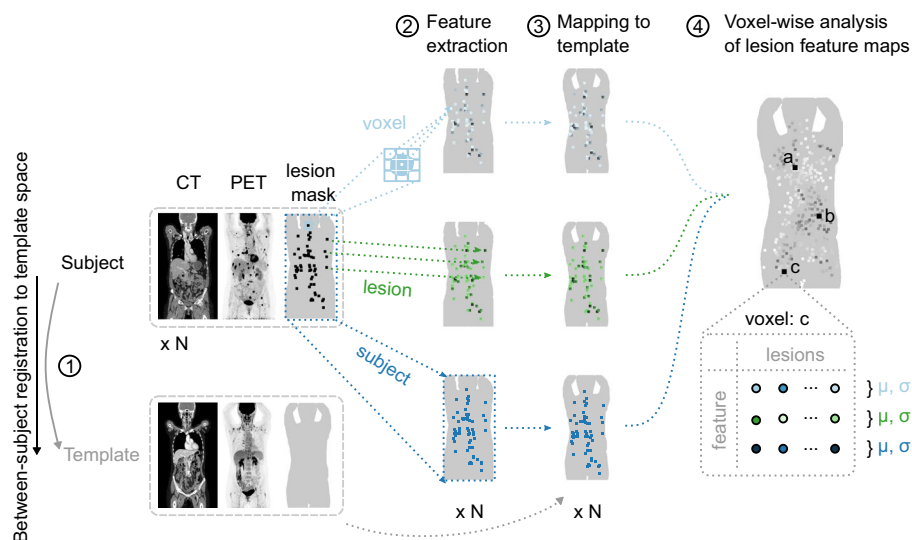 ② Feature
extraction
③ Mapping to
template
④ Voxel-wise analysis
of lesion feature maps
voxel
CT
PET
lesion
mask
a
b
c
Between-subject registration to template space
Subject
lesion
x N
①
subject
voxel: c
lesions
feature
...
} μ, σ
...
} μ, σ
...
} μ, σ
Template
x N
x N